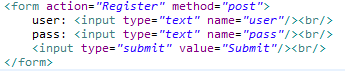 <form action="Register" method="post">
user: <input type="text" name="user"/><br/>
pass: <input type="text" name="pass"/><br/>
<input type="submit" value="Submit"/><br/>
</form>